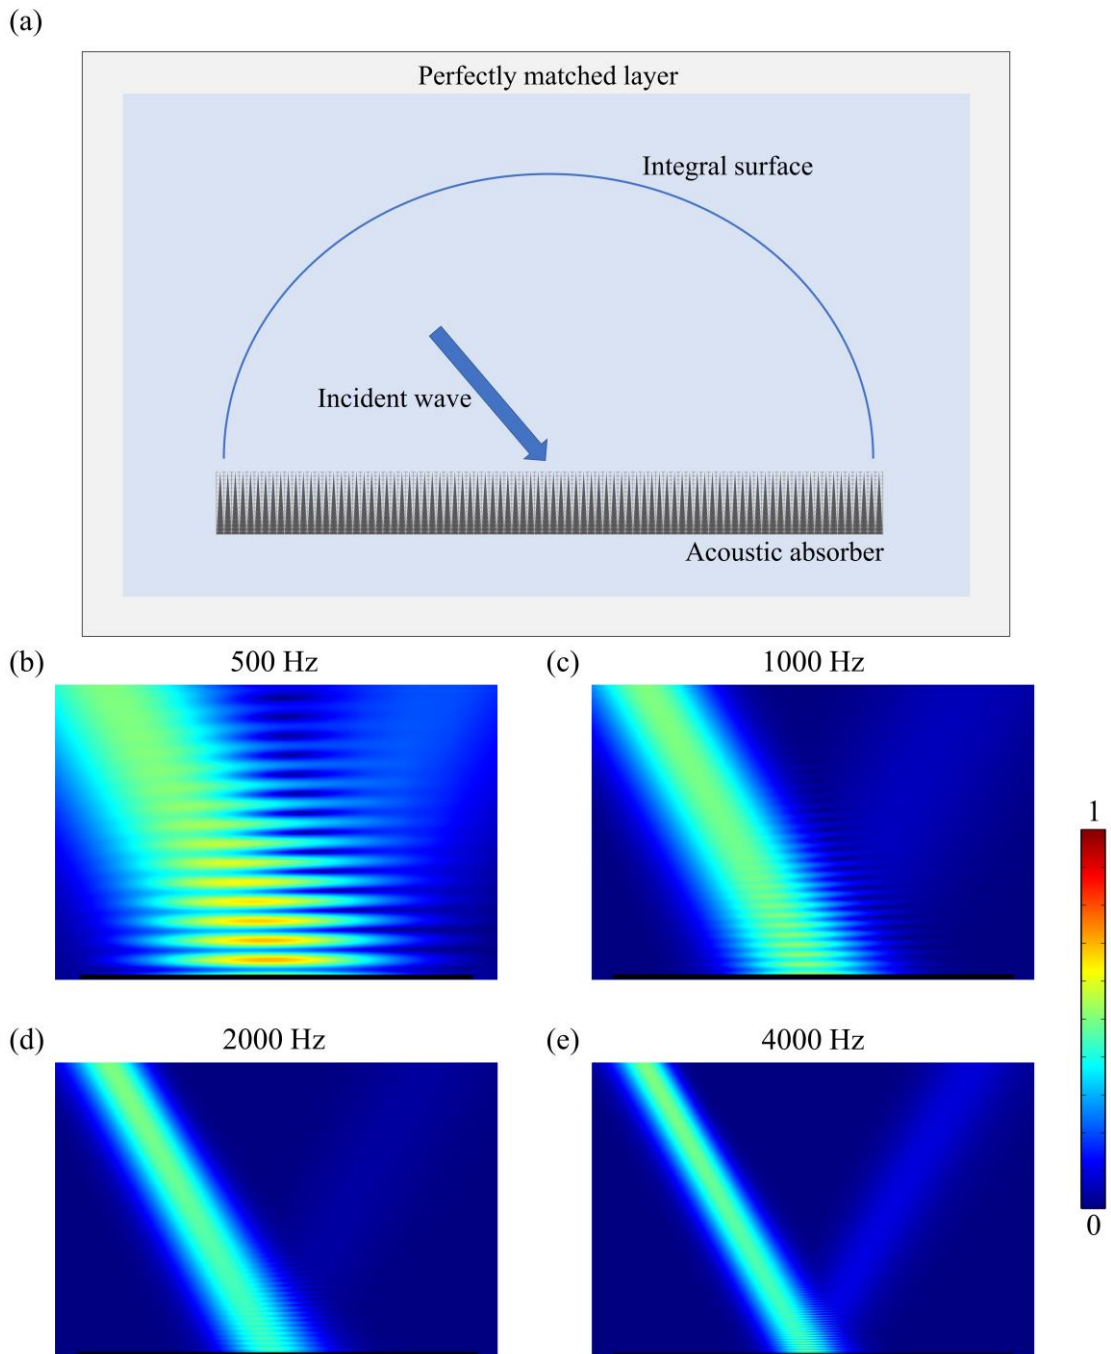 (a)
Perfectly matched layer
Integral surface
Incident wave
Acoustic absorber
(b) 500 Hz
(c) 1000 Hz
1
(d) 2000 Hz
(e) 4000 Hz
0